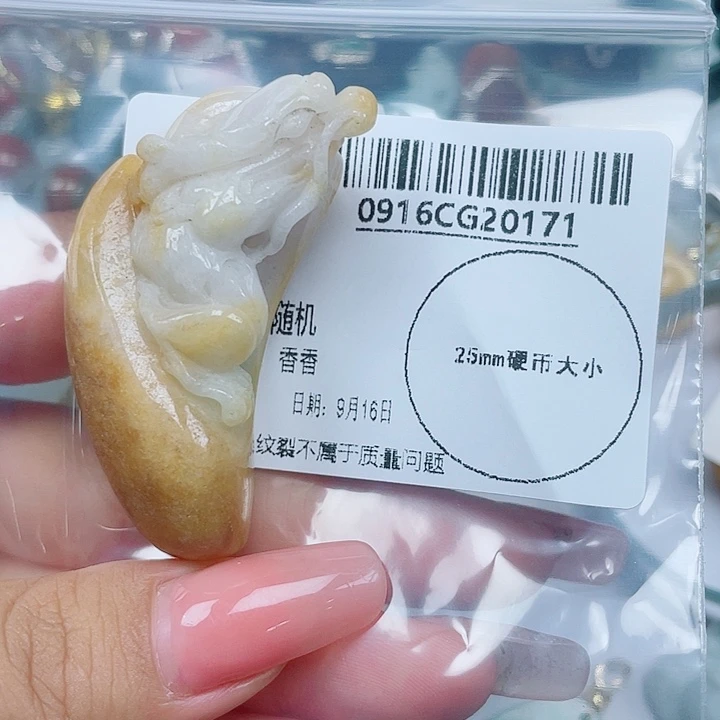 0916CG20171
随机
香香
25mm硬币大小
日期：9月16日
纹裂不属于质量问题